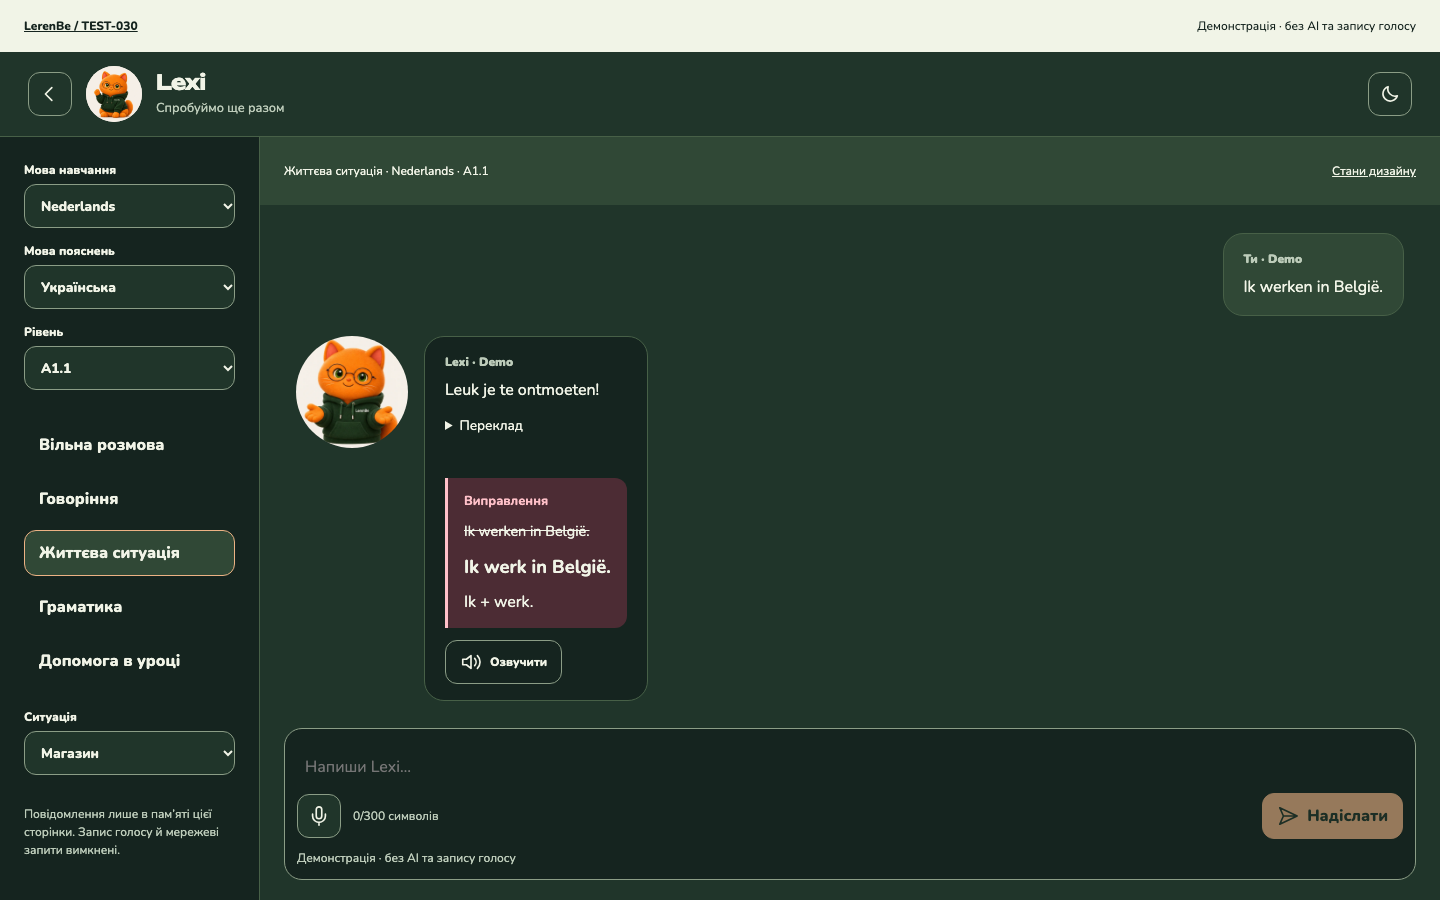 LerenBe / TEST-030
Демонстрація · без AI та запису голосу
Lexi
Спробуймо ще разом
Мова навчання
Nederlands
Мова пояснень
Українська
Рівень
A1.1
Вільна розмова
Говоріння
Життєва ситуація
Граматика
Допомога в уроці
Ситуація
Магазин
Повідомлення лише в пам'яті цієї
сторінки. Запис голосу й мережеві
запити вимкнені.
Життєва ситуація · Nederlands · A1.1
Стани дизайну
Ти · Demo
Ik werken in België.
Lexi · Demo
Leuk je te ontmoeten!
Переклад
Виправлення
Ik werken in België.
Ik werk in België.
Ik + werk.
Озвучити
Напиши Lexi...
0/300 символів
Надіслати
Демонстрація · без AI та запису голосу